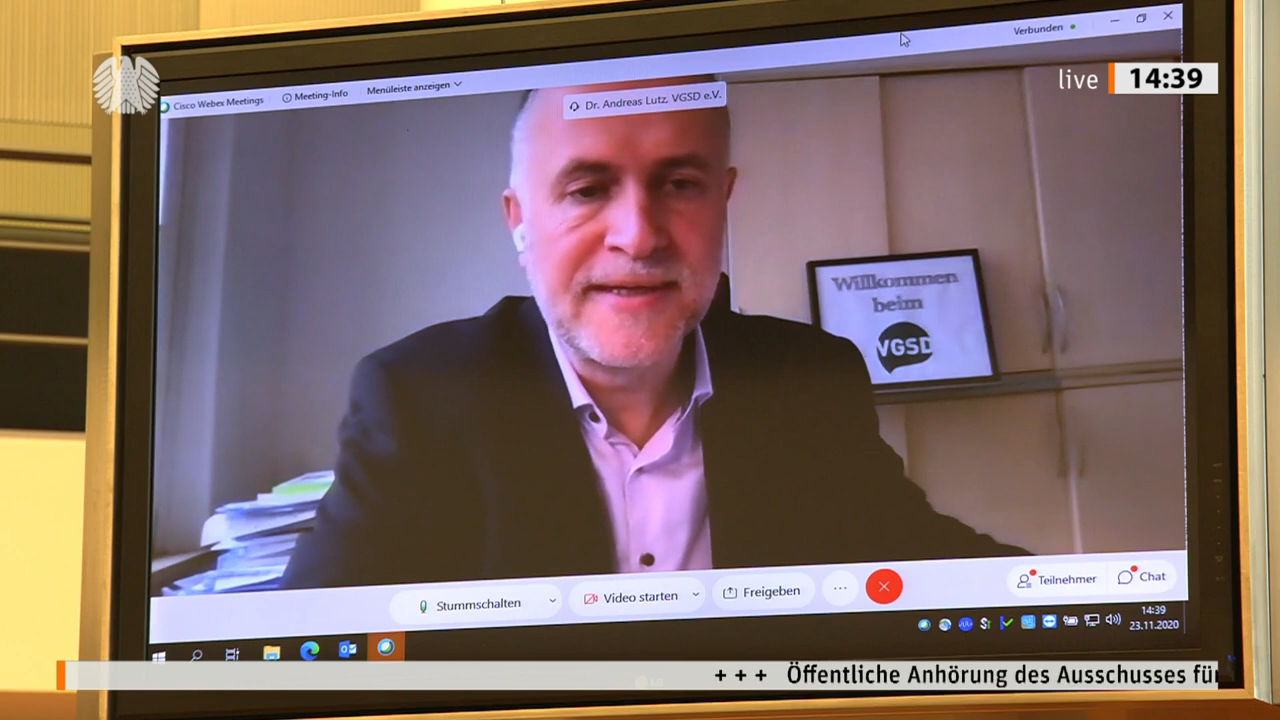 Verbunden
Cisco Webex Meetings
Meeting-Info
Menüleiste anzeigen
Dr. Andreas Lutz, VGSD e.V.
live
14:39
Willkommen
beim
VGSD
Stummschalten
Video starten
Freigeben
Teilnehmer
Chat
14:39
23.11.2020
+ + + Öffentliche Anhörung des Ausschusses für